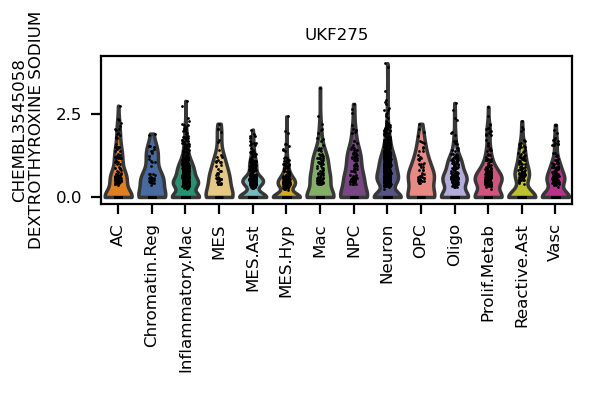 UKF275
CHEMBL3545058
DEXTROTHYROXINE SODIUM
2.5
0.0
AC
Chromatin.Reg
Inflammatory.Mac
MES
MES.Ast
MES.Hyp
Mac
NPC
Neuron
OPC
Oligo
Prolif.Metab
Reactive.Ast
Vasc